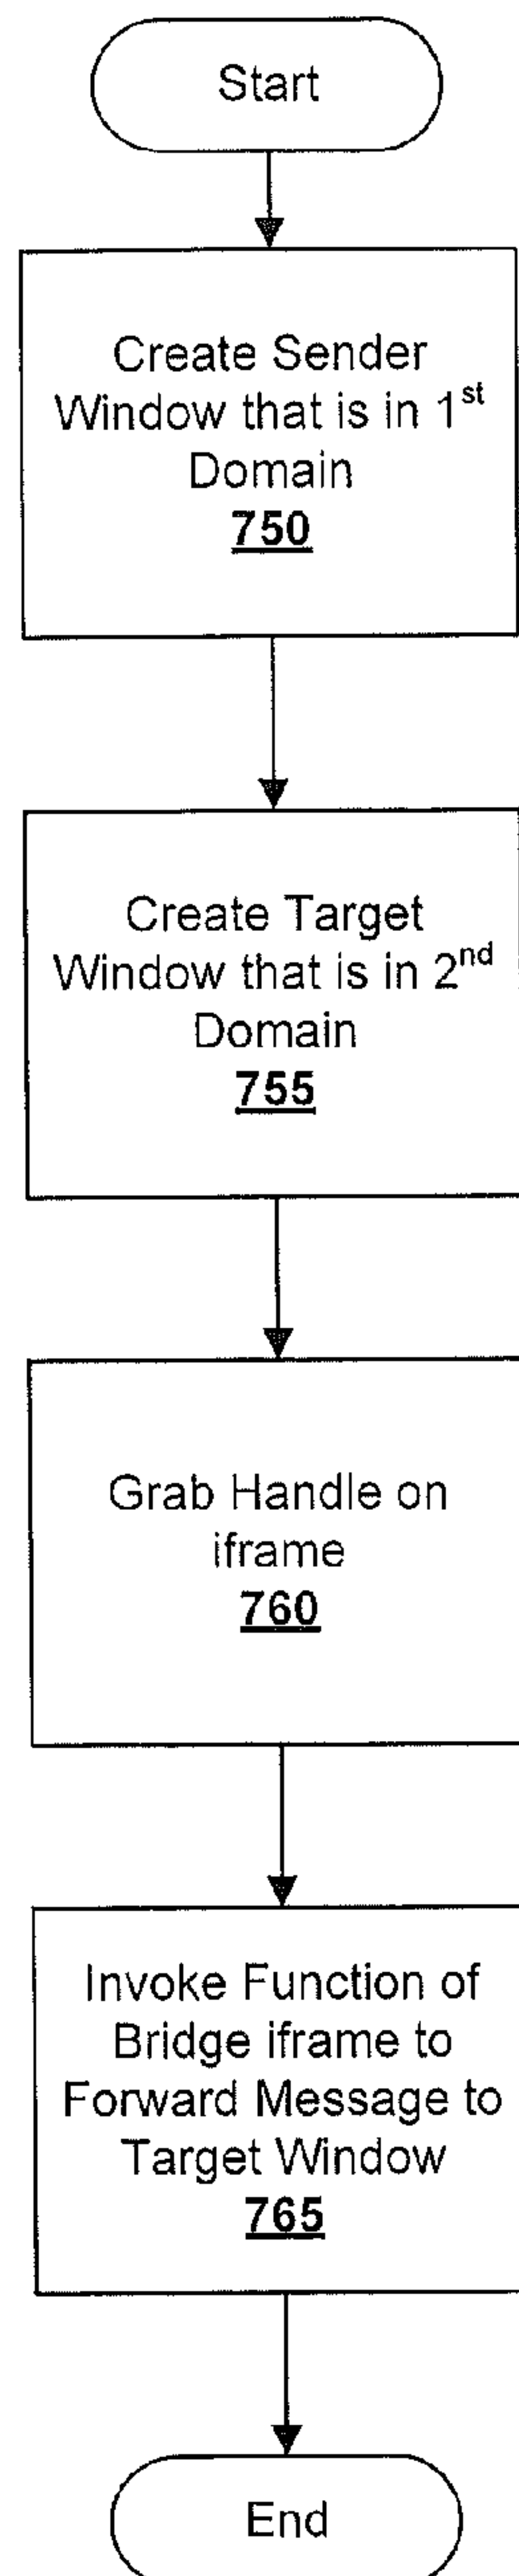 Start
Create Sender
Window that is in 1st
Domain
750
Create Target
Window that is in 2nd
Domain
755
Grab Handle on
iframe
760
Invoke Function of
Bridge iframe to
Forward Message to
Target Window
765
End